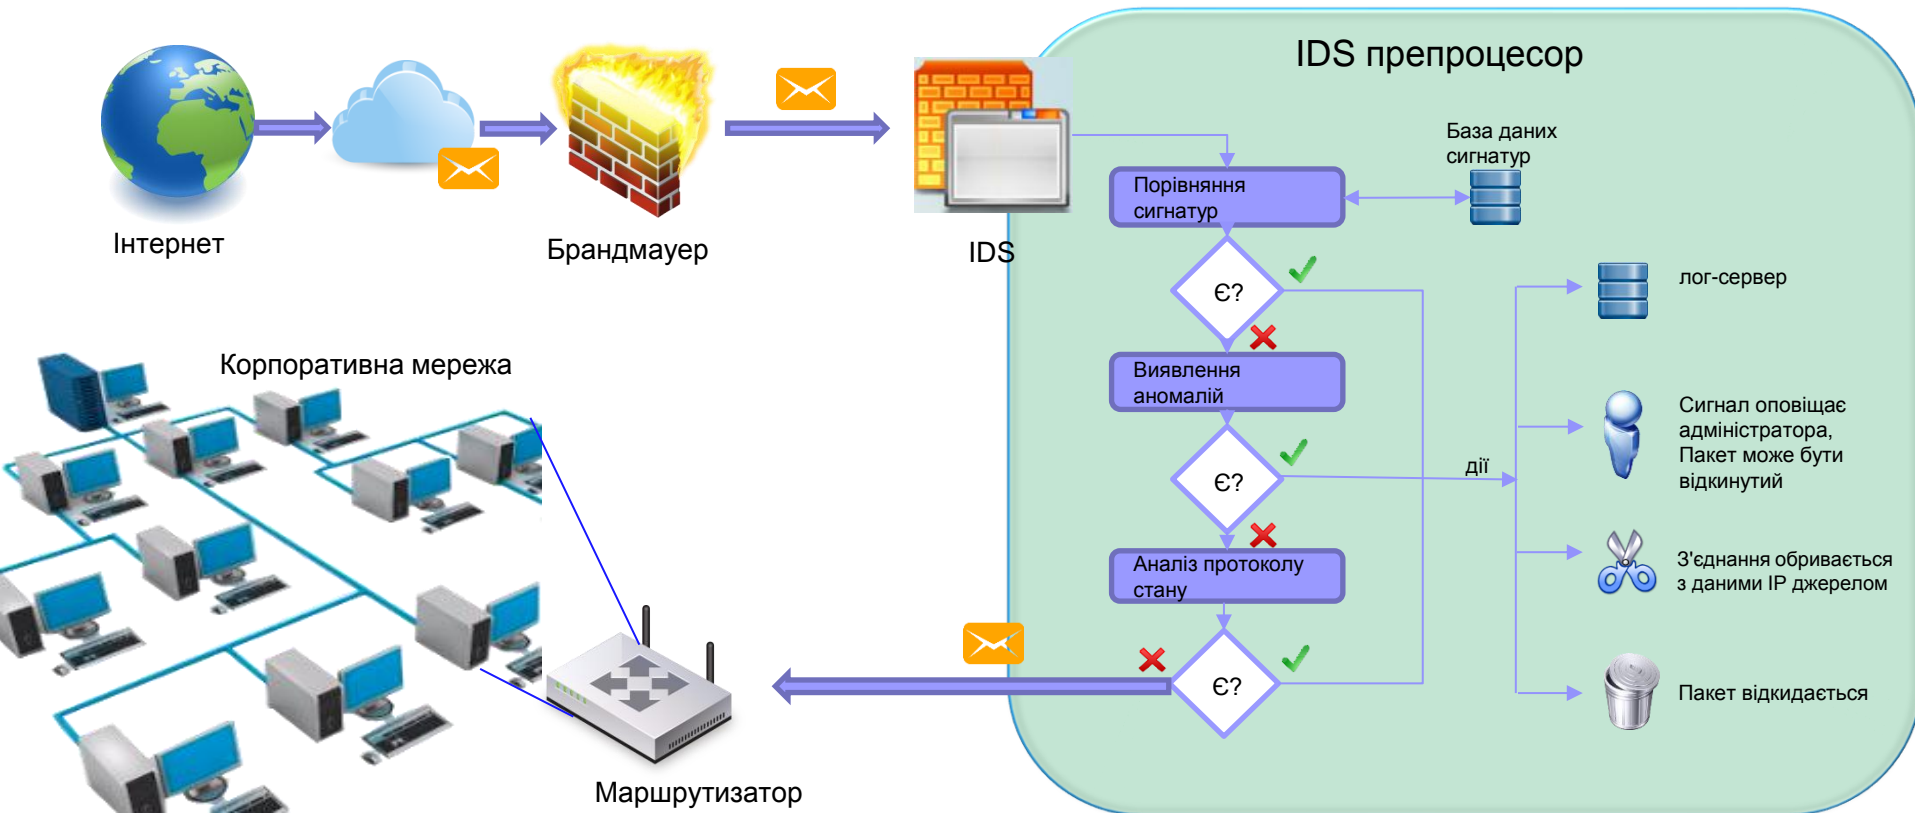 IDS препроцесор
База даних
сигнатур
Порівняння
сигнатур
Інтернет
Брандмауер
IDS
Є?
лог-сервер
Корпоративна мережа
Виявлення
аномалій
Сигнал оповіщає
адміністратора,
Пакет може бути
відкинутий
дії
Є?
Аналіз протоколу
стану
З'єднання обривається
з даними IP джерелом
Є?
Пакет відкидається
Маршрутизатор